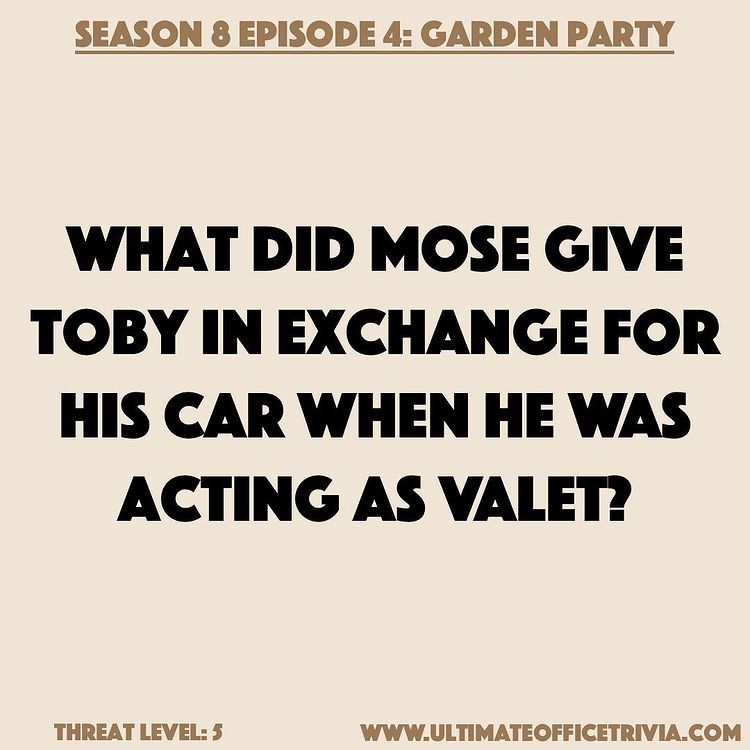 SEASON 8 EPISODE 4: GARDEN PARTY
WHAT DID MOSE GIVE
TOBY IN EXCHANGE FOR
HIS CAR WHEN HE WAS
ACTING AS VALET?
THREAT LEVEL: 5
WWW.ULTIMATEOFFICETRIVIA.COM